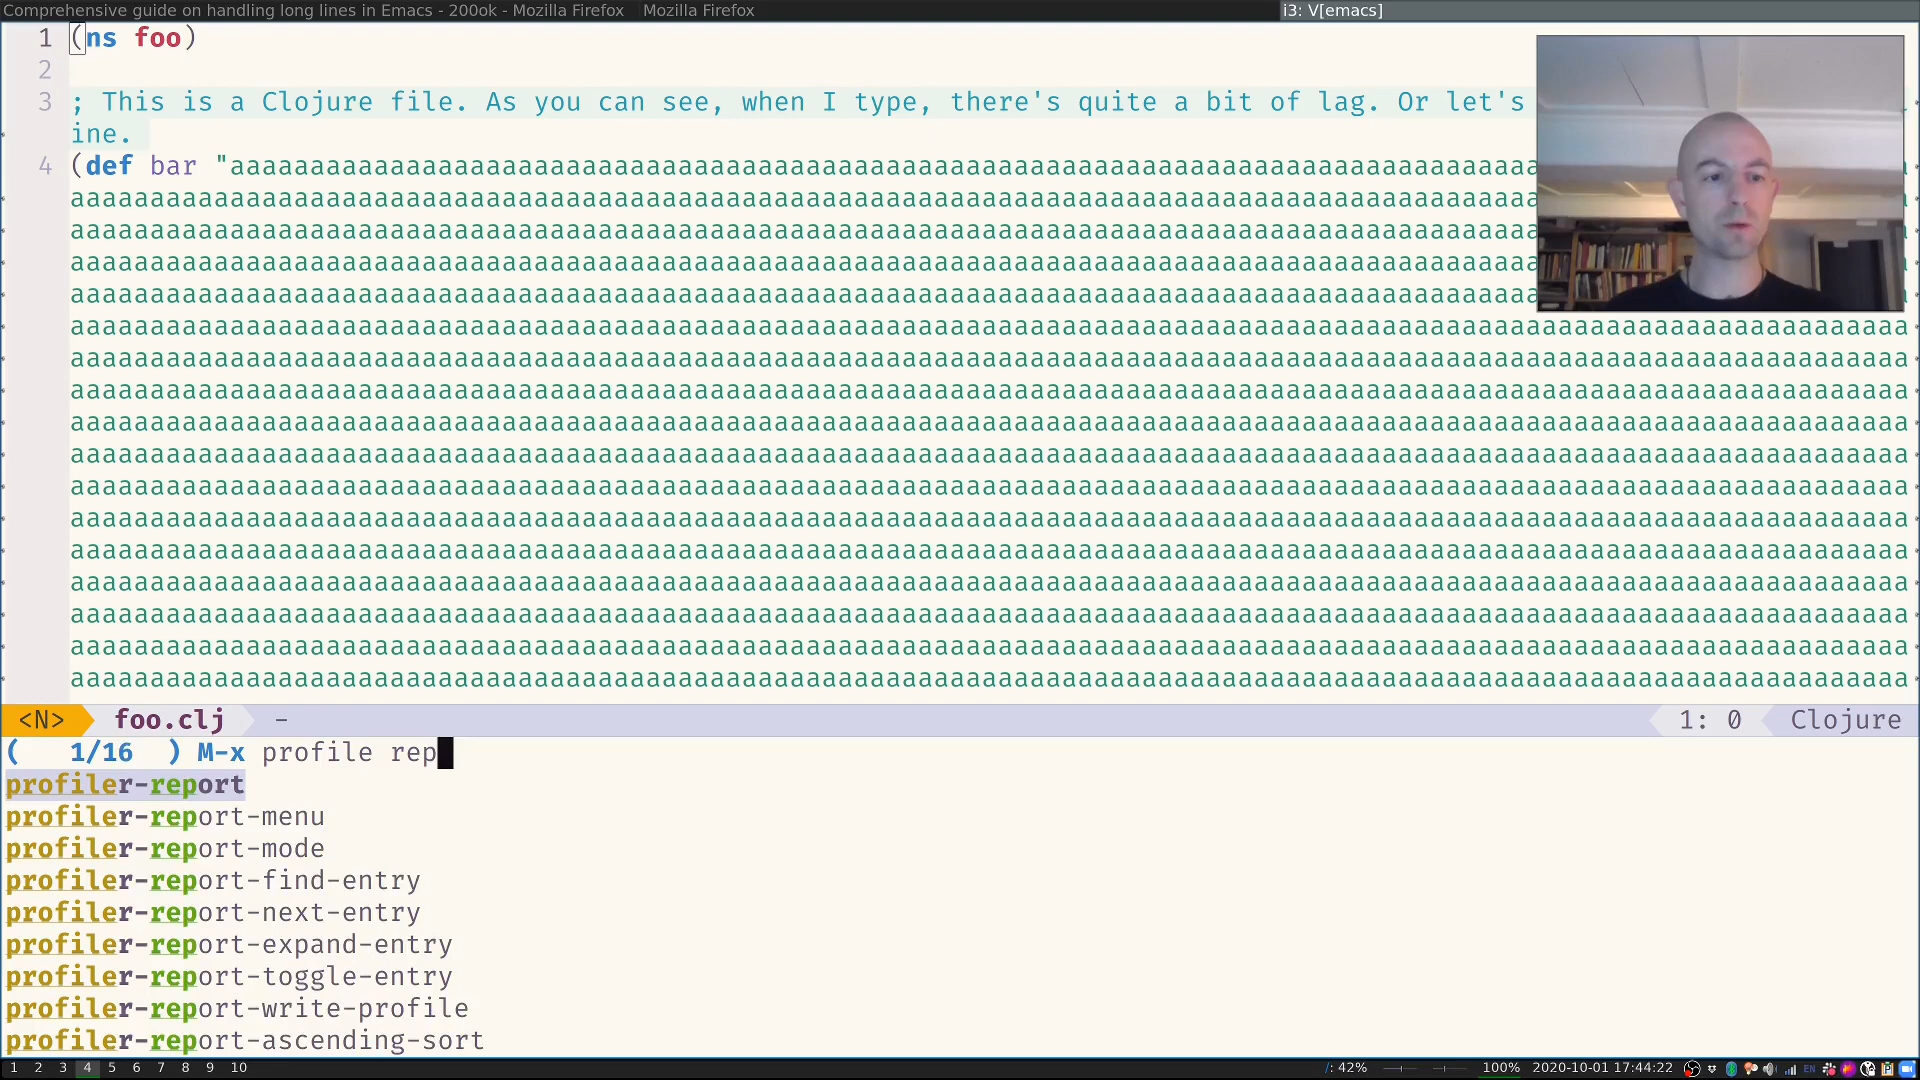 Comprehensive guide on handling long lines in Emacs - 200ok - Mozilla Firefox Mozilla Firefox i3: V[emacs]
1 (ns foo)
2
3 ; This is a Clojure file. As you can see, when I type, there's quite a bit of lag. Or let's
ine.
4 (def bar "
<N> foo.clj - 1: 0 Clojure
( 1/16 ) M-x profile rep
profiler-report
profiler-report-menu
profiler-report-mode
profiler-report-find-entry
profiler-report-next-entry
profiler-report-expand-entry
profiler-report-toggle-entry
profiler-report-write-profile
profiler-report-ascending-sort
1 2 3 4 5 6 7 8 9 10 /: 42% 100% 2020-10-01 17:44:22 EN